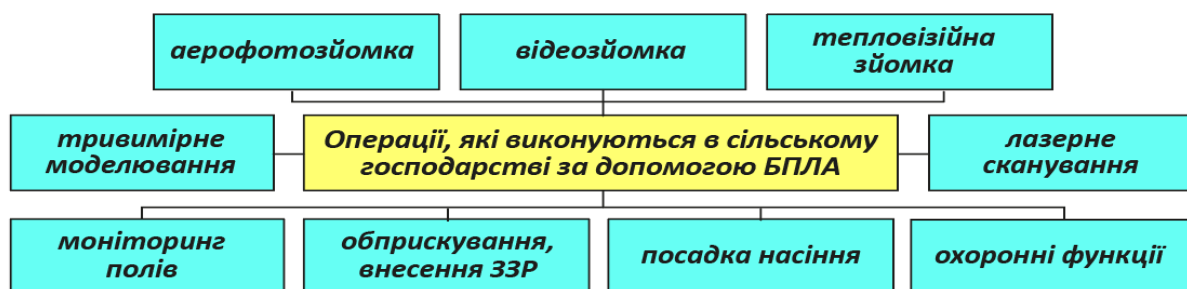 аерофотозйомка
відеозйомка
тепловізійна
зйомка
тривимірне
моделювання
Операції, які виконуються в сільському
господарстві за допомогою БПЛА
лазерне
сканування
моніторинг
полів
обприскування,
внесення ЗЗР
посадка насіння
охоронні функції